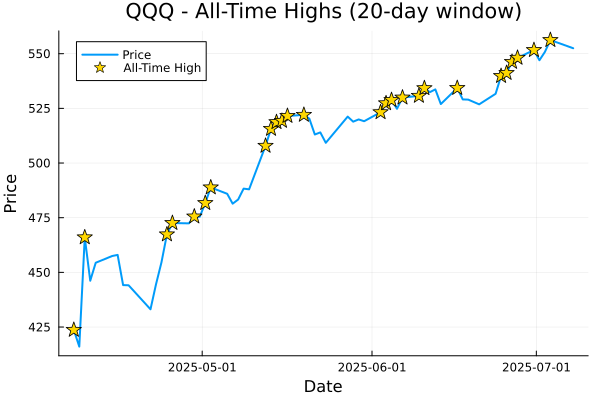 QQQ - All-Time Highs (20-day window)
Price
All-Time High
550
525
500
475
450
425
Price
2025-05-01
2025-06-01
2025-07-01
Date